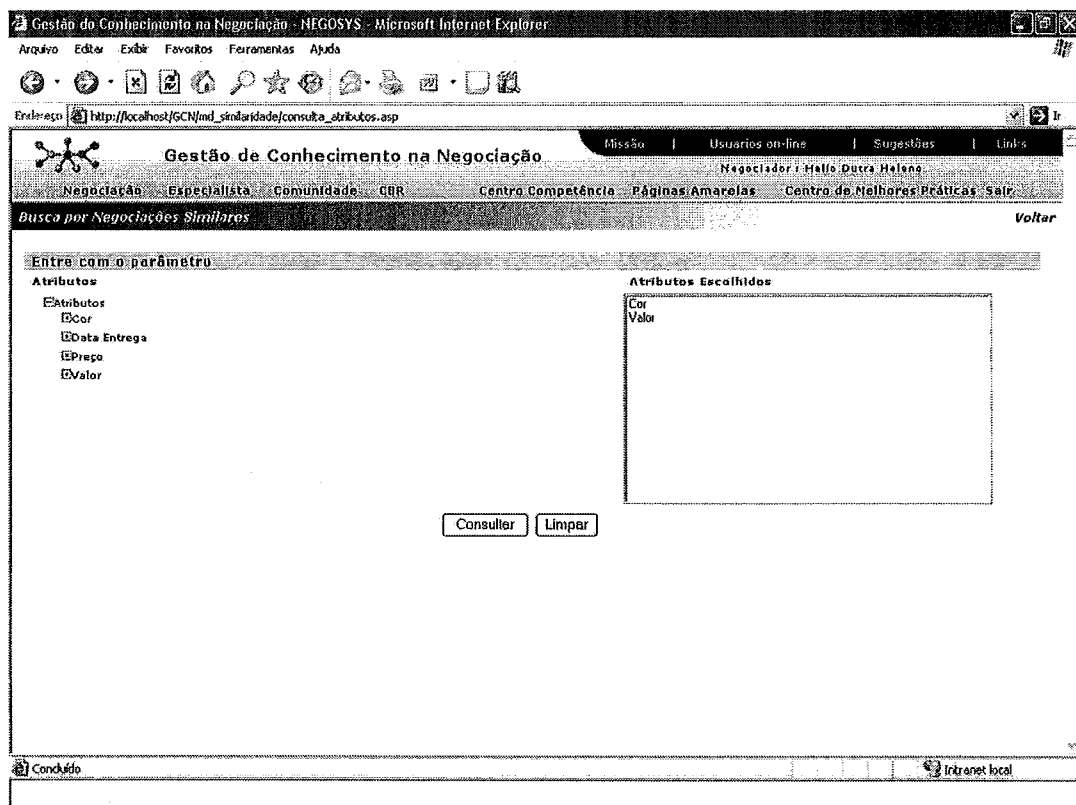 Gestão do Conhecimento na Negociação - NEGOSYS - Microsoft Internet Explorer
Arquivo Editar Exibir Favoritos Ferramentas Ajuda
Endereço http://localhost/GCN/md_similaridade/consulta_atributos.asp Ir
Missão | Usuarios on-line | Sugestões | Links
Gestão de Conhecimento na Negociação
Negociador : Helio Dutra Heleno
Negociação Especialista Comunidade CBR Centro Competência Páginas Amarelas Centro de Melhores Práticas Sair
Busca por Negociações Similares Voltar
Entre com o parâmetro
Atributos Atributos Escolhidos
Atributos Cor
Cor Valor
Data Entrega
Preço
Valor
Consultar Limpar
Concluído Intranet local